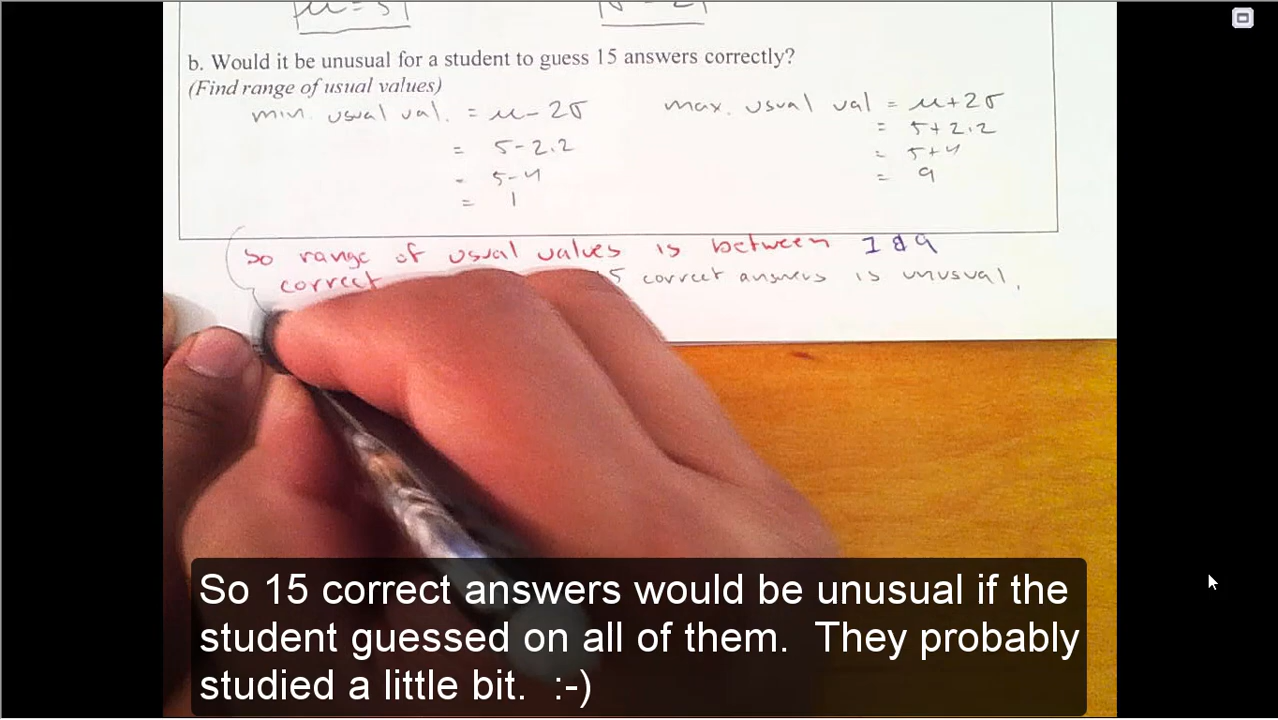 μ = 5
b. Would it be unusual for a student to guess 15 answers correctly?
(Find range of usual values)
min. usual val. = μ - 2σ
= 5 - 2.2
= 5 - 4
= 1
max. usual val = μ + 2σ
= 5 + 2.2
= 5 + 4
= 9
So range of usual values is between 1 & 9
correct 5 correct answers is unusual.
So 15 correct answers would be unusual if the
student guessed on all of them. They probably
studied a little bit. :-)